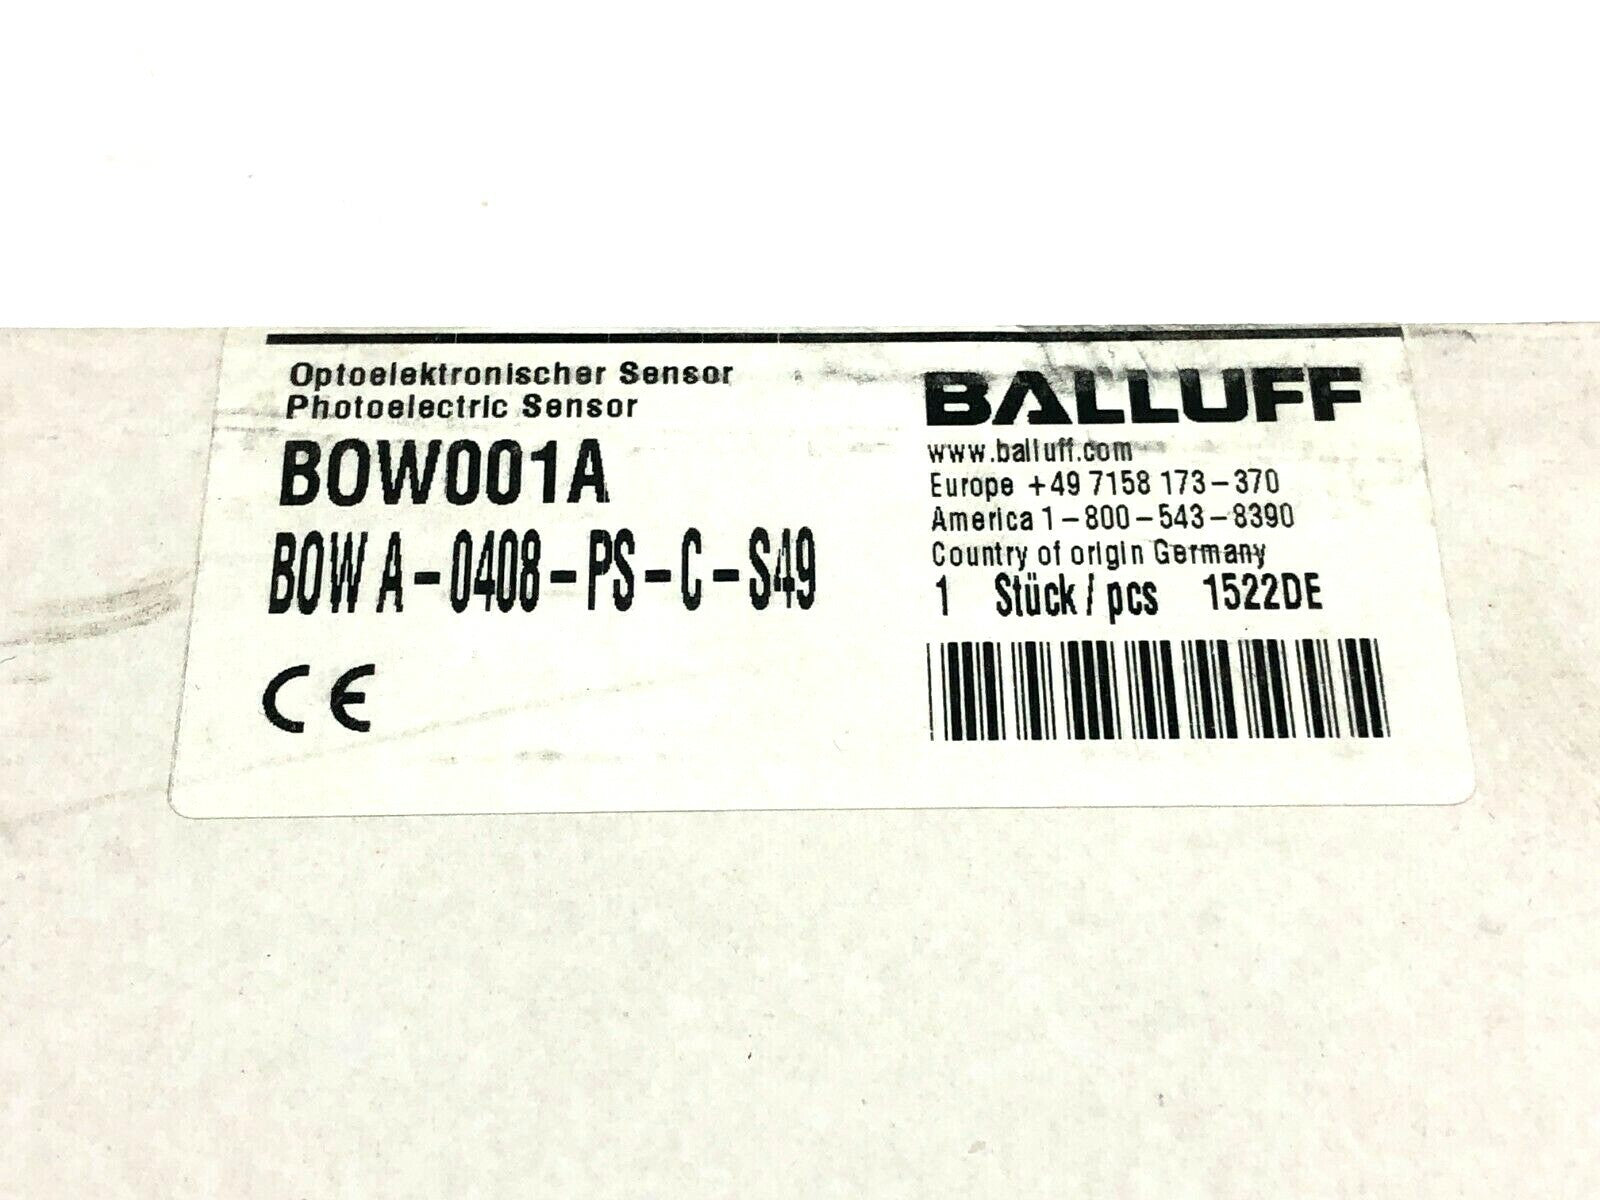 Optoelektronischer Sensor
Photoelectric Sensor
BOW001A
BOW A-0408-PS-C-S49
CE
BALLUFF
www.balluff.com
Europe +49 7158 173-370
America 1-800-543-8390
Country of origin Germany
1 Stück / pcs 1522DE